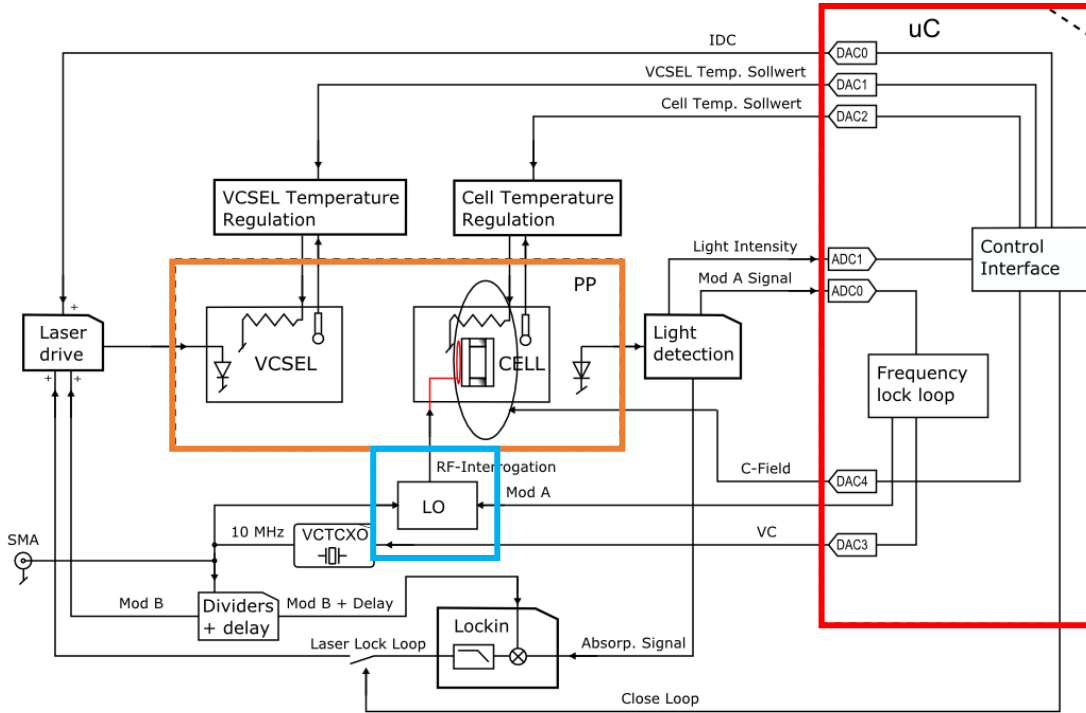 uC
IDC
DAC0
VCSEL Temp. Sollwert
DAC1
Cell Temp. Sollwert
DAC2
VCSEL Temperature
Regulation
Cell Temperature
Regulation
Light Intensity
ADC1
Control
Interface
PP
Mod A Signal
ADC0
+
Laser
drive
+
+
VCSEL
CELL
Light
detection
Frequency
lock loop
RF-Interrogation
C-Field
DAC4
LO
Mod A
SMA
10 MHz
VCTCXO
VC
DAC3
Mod B
Dividers
+ delay
Mod B + Delay
Lockin
Laser Lock Loop
Absorp. Signal
Close Loop